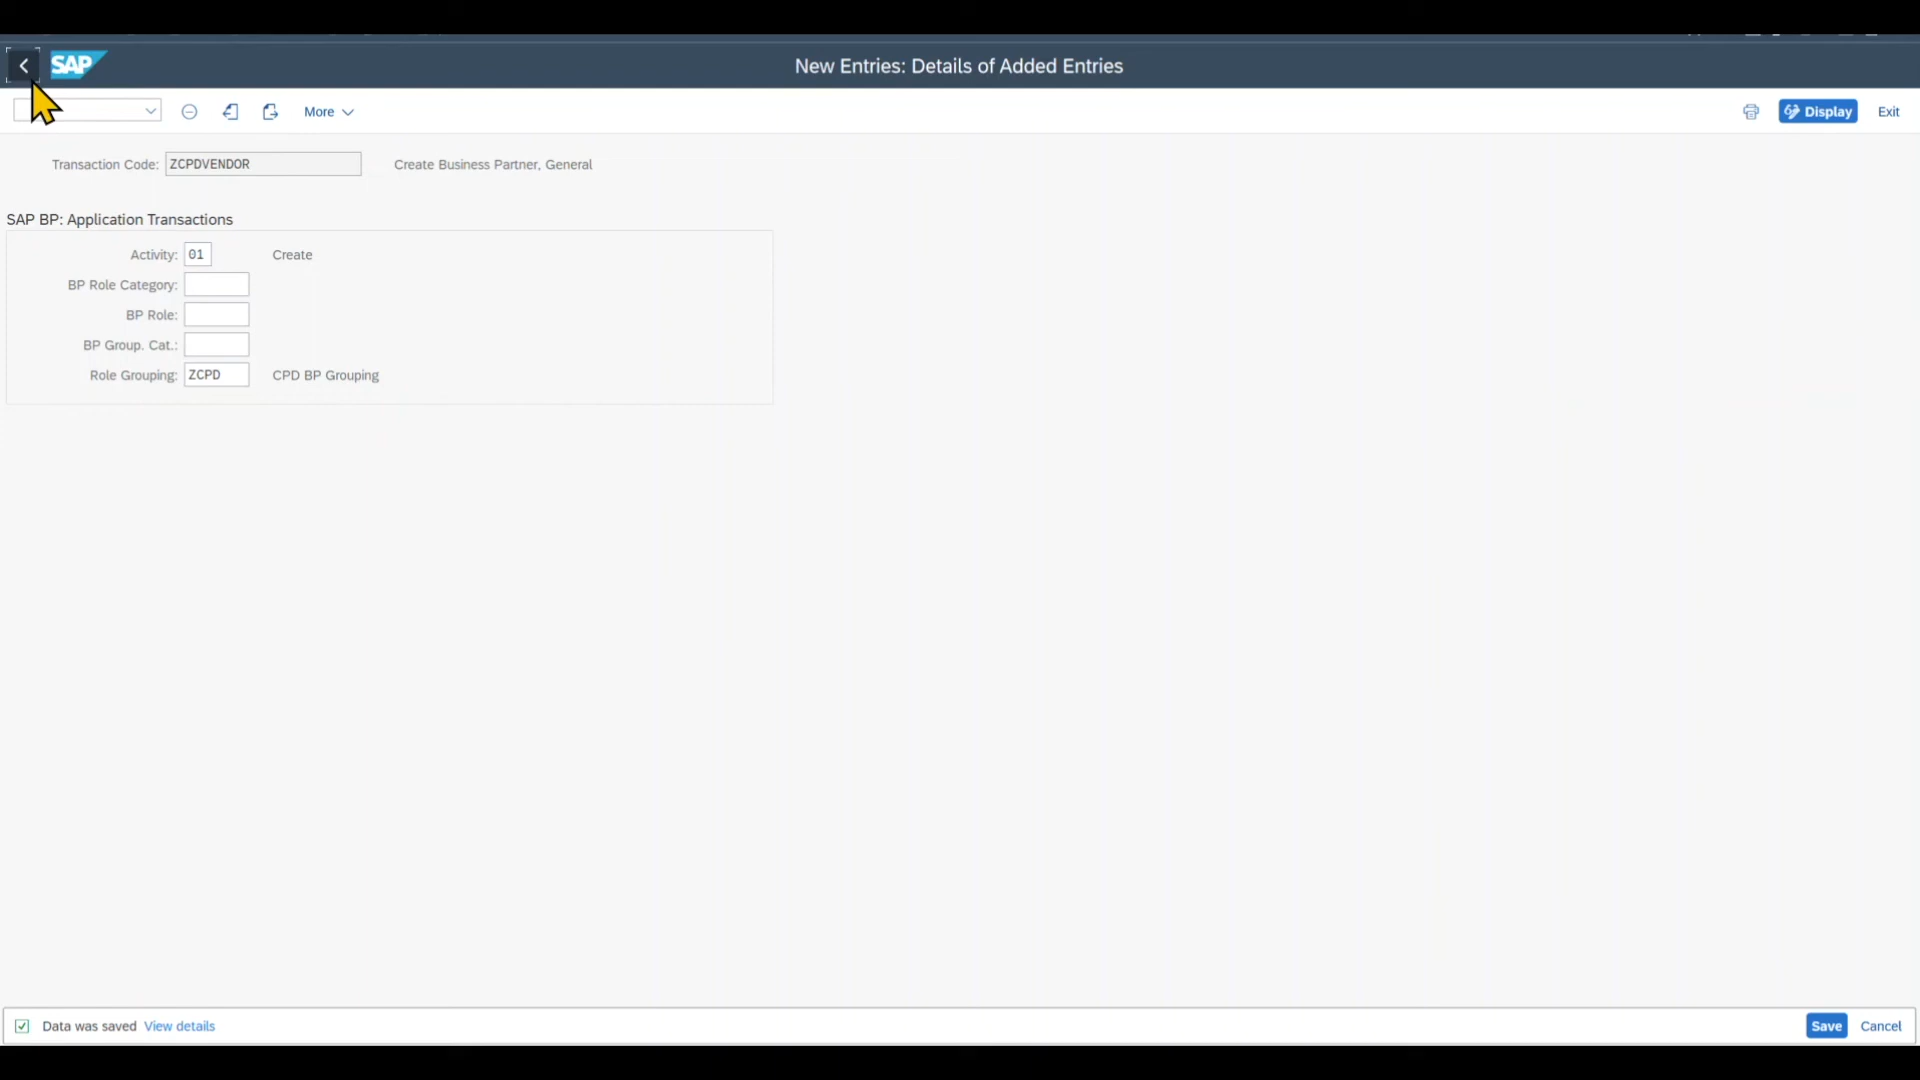 SAP New Entries: Details of Added Entries
More Display Exit
Transaction Code: ZCPDVENDOR Create Business Partner, General
SAP BP: Application Transactions
Activity: 01 Create
BP Role Category:
BP Role:
BP Group. Cat.:
Role Grouping: ZCPD CPD BP Grouping
Data was saved View details Save Cancel